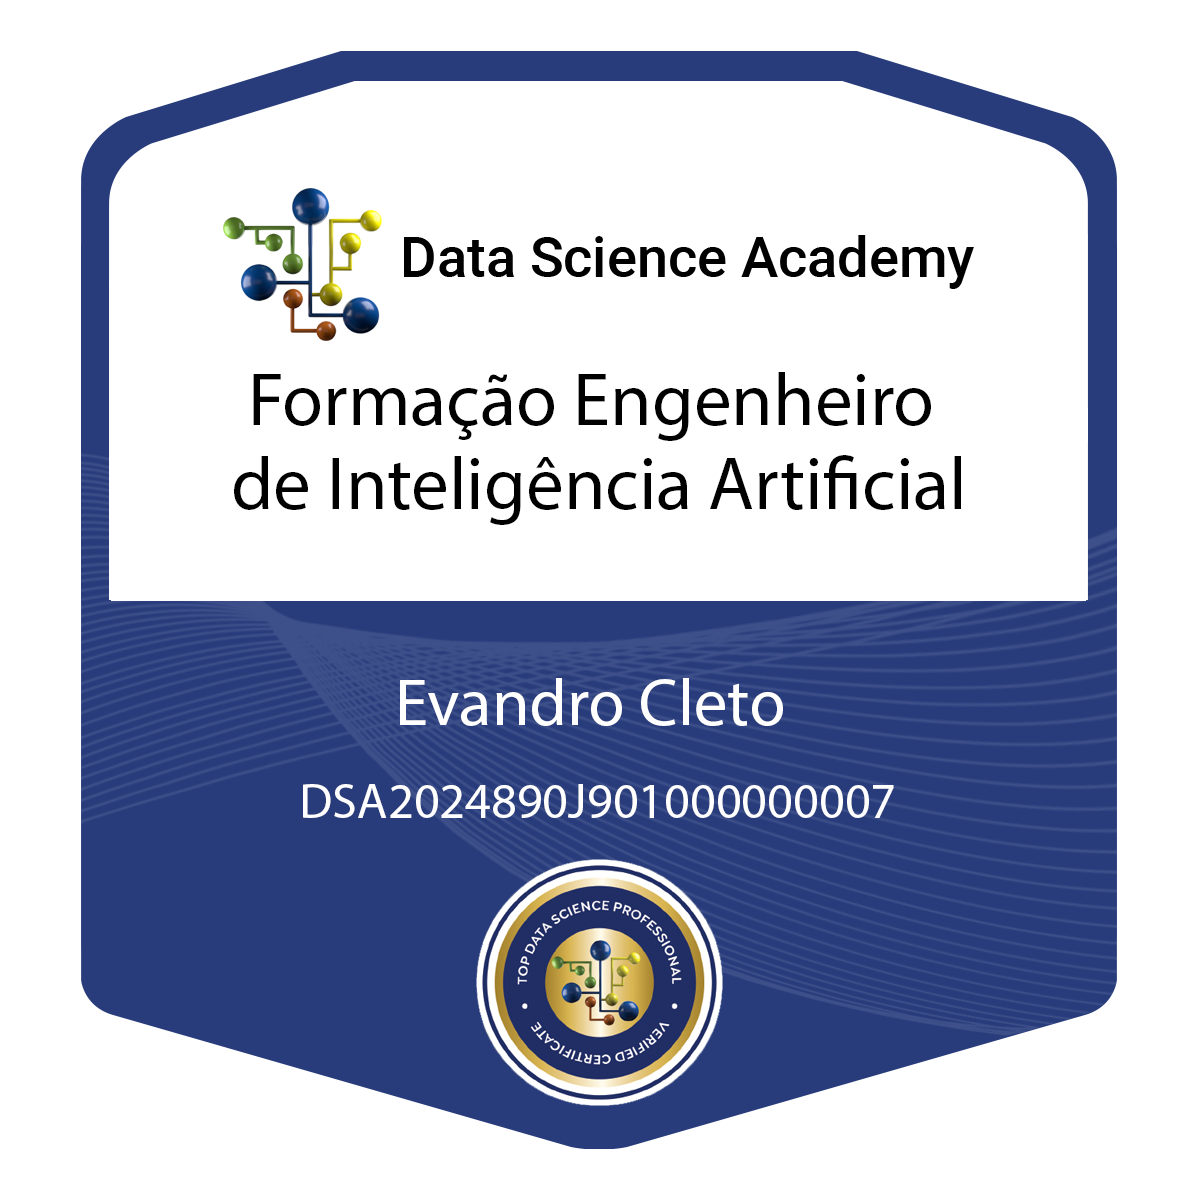 Data Science Academy
Formação Engenheiro
de Inteligência Artificial
Evandro Cleto
DSA2024890J901000000007
TOP DATA SCIENCE PROFESSIONAL
VERIFIED CERTIFICATE